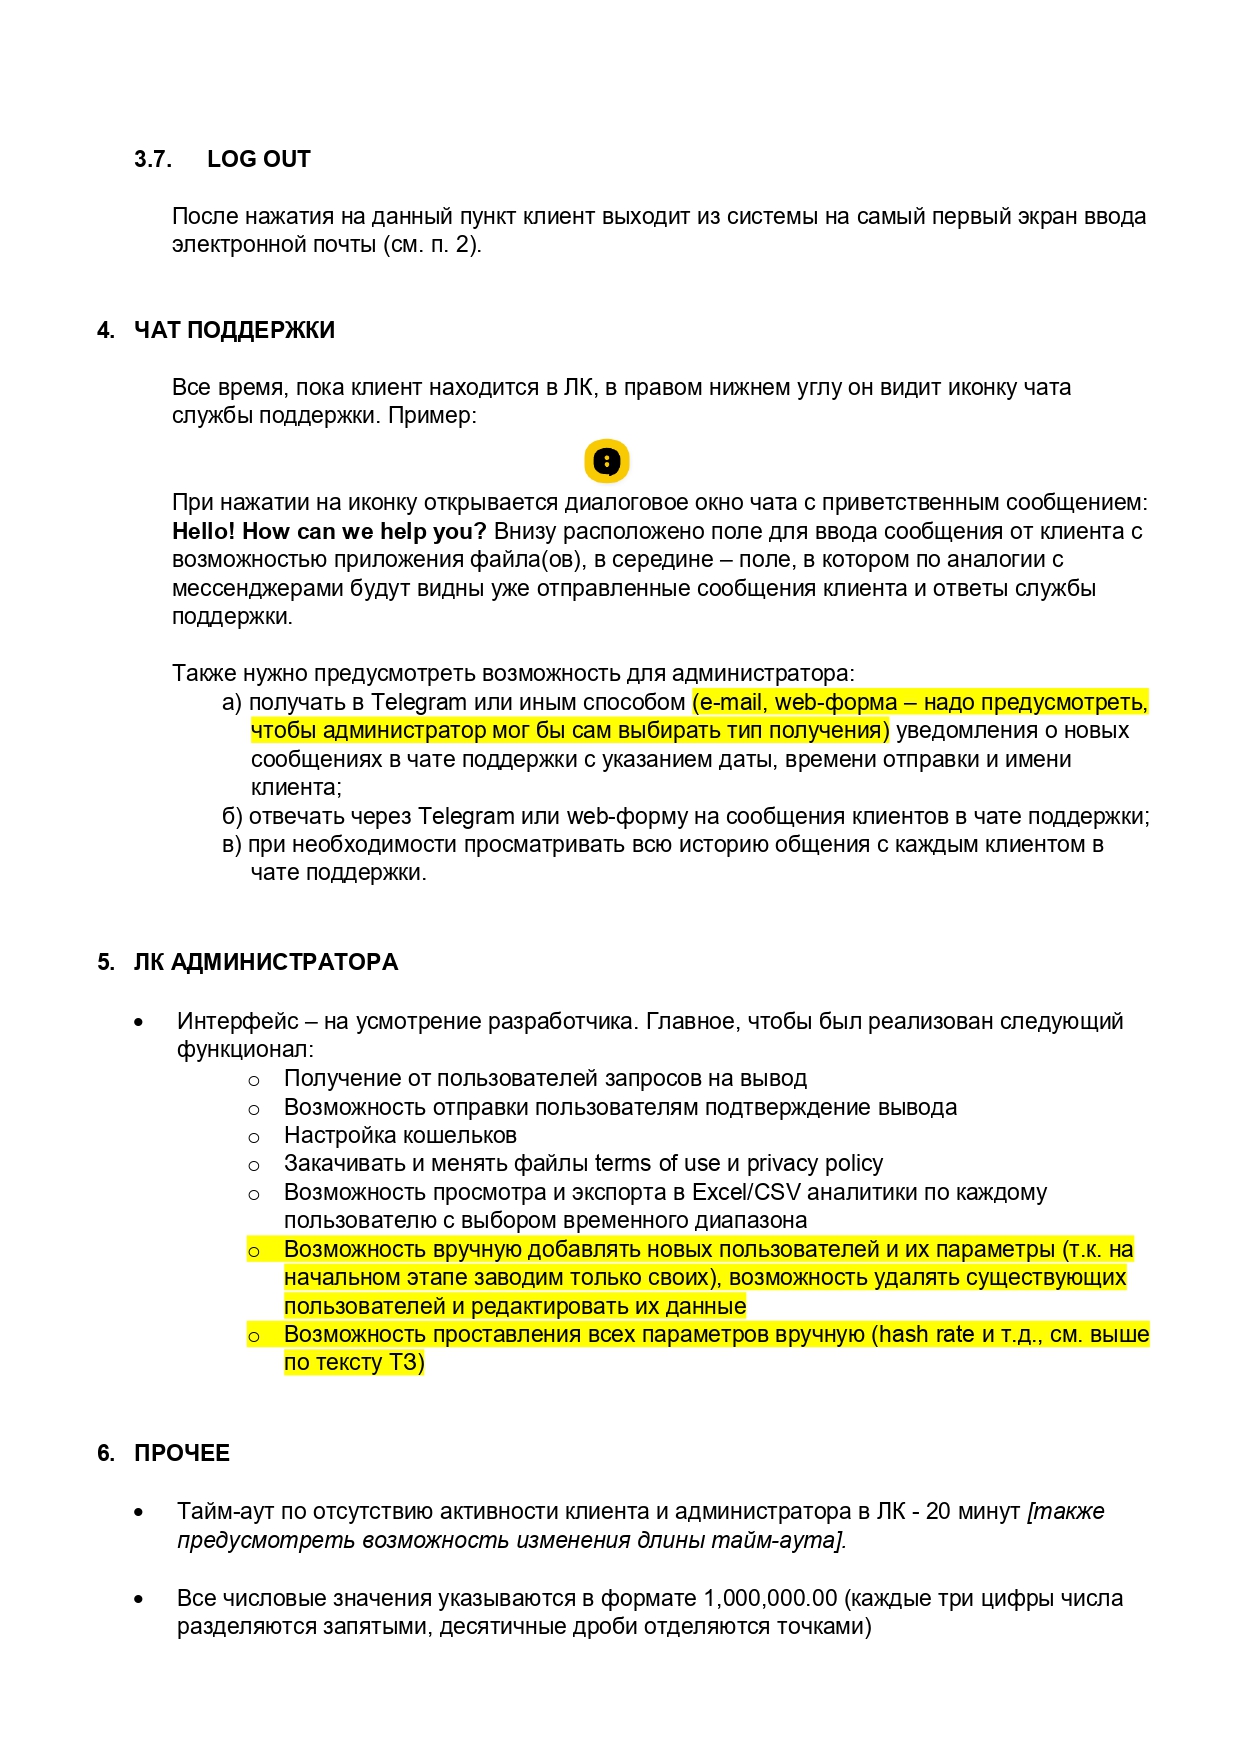 3.7. LOG OUT
После нажатия на данный пункт клиент выходит из системы на самый первый экран ввода
электронной почты (см. п. 2).
4. ЧАТ ПОДДЕРЖКИ
Все время, пока клиент находится в ЛК, в правом нижнем углу он видит иконку чата
службы поддержки. Пример:
При нажатии на иконку открывается диалоговое окно чата с приветственным сообщением:
Hello! How can we help you? Внизу расположено поле для ввода сообщения от клиента с
возможностью приложения файла(ов), в середине – поле, в котором по аналогии с
мессенджерами будут видны уже отправленные сообщения клиента и ответы службы
поддержки.
Также нужно предусмотреть возможность для администратора:
а) получать в Telegram или иным способом (e-mail, web-форма – надо предусмотреть,
чтобы администратор мог бы сам выбирать тип получения) уведомления о новых
сообщениях в чате поддержки с указанием даты, времени отправки и имени
клиента;
б) отвечать через Telegram или web-форму на сообщения клиентов в чате поддержки;
в) при необходимости просматривать всю историю общения с каждым клиентом в
чате поддержки.
5. ЛК АДМИНИСТРАТОРА
• Интерфейс – на усмотрение разработчика. Главное, чтобы был реализован следующий
функционал:
o Получение от пользователей запросов на вывод
o Возможность отправки пользователям подтверждение вывода
o Настройка кошельков
o Закачивать и менять файлы terms of use и privacy policy
o Возможность просмотра и экспорта в Excel/CSV аналитики по каждому
пользователю с выбором временного диапазона
o Возможность вручную добавлять новых пользователей и их параметры (т.к. на
начальном этапе заводим только своих), возможность удалять существующих
пользователей и редактировать их данные
o Возможность проставления всех параметров вручную (hash rate и т.д., см. выше
по тексту ТЗ)
6. ПРОЧЕЕ
• Тайм-аут по отсутствию активности клиента и администратора в ЛК - 20 минут [также
предусмотреть возможность изменения длины тайм-аута].
• Все числовые значения указываются в формате 1,000,000.00 (каждые три цифры числа
разделяются запятыми, десятичные дроби отделяются точками)